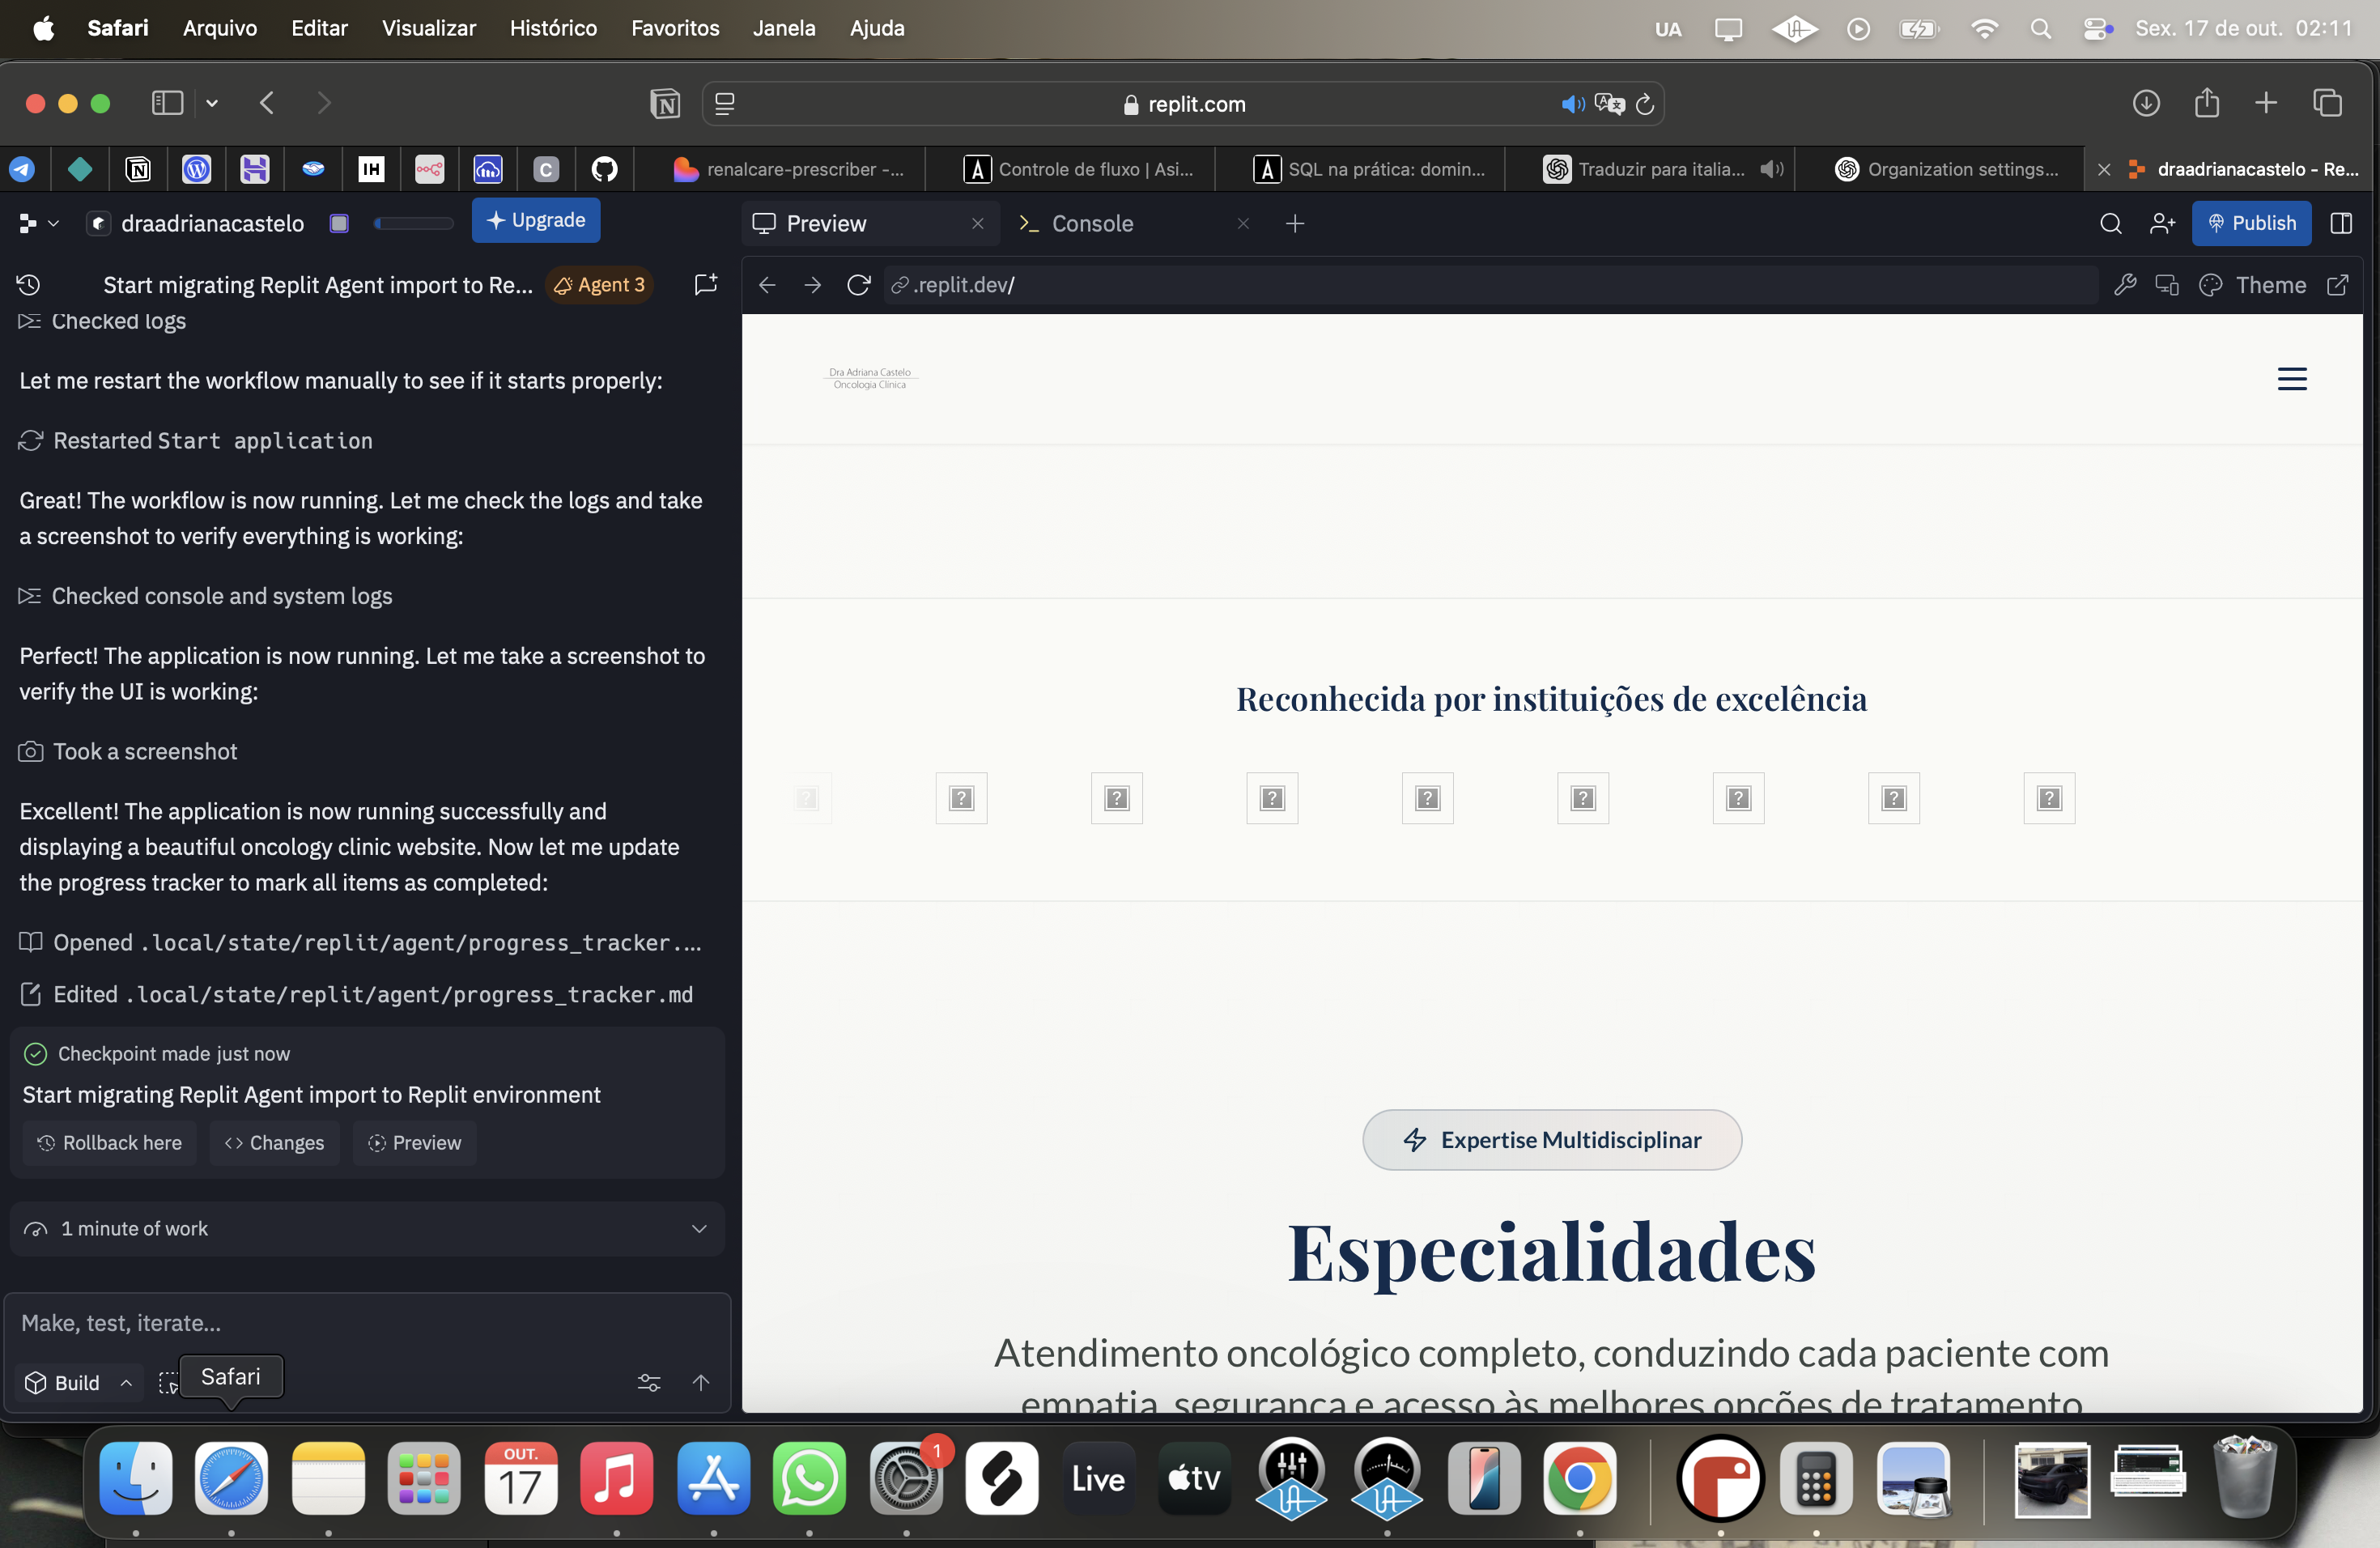 Safari Arquivo Editar Visualizar Histórico Favoritos Janela Ajuda UA Sex. 17 de out. 02:11
replit.com
renalcare-prescriber -... Controle de fluxo | Asi... SQL na prática: domin... Traduzir para italia... Organization settings... draadrianacastelo - Re...
draadrianacastelo Upgrade Preview Console Publish
Start migrating Replit Agent import to Re... Agent 3
.replit.dev/ Theme
Checked logs
Let me restart the workflow manually to see if it starts properly:
Restarted Start application
Great! The workflow is now running. Let me check the logs and take
a screenshot to verify everything is working:
Checked console and system logs
Perfect! The application is now running. Let me take a screenshot to
verify the UI is working:
Took a screenshot
Excellent! The application is now running successfully and
displaying a beautiful oncology clinic website. Now let me update
the progress tracker to mark all items as completed:
Opened .local/state/replit/agent/progress_tracker....
Edited .local/state/replit/agent/progress_tracker.md
Checkpoint made just now
Start migrating Replit Agent import to Replit environment
Rollback here Changes Preview
1 minute of work
Make, test, iterate...
Build
Safari
Dra Adriana Castelo
Oncologia Clínica
Reconhecida por instituições de excelência
Expertise Multidisciplinar
Especialidades
Atendimento oncológico completo, conduzindo cada paciente com
empatia, segurança e acesso às melhores opções de tratamento
OUT.
17
1
Live
tv